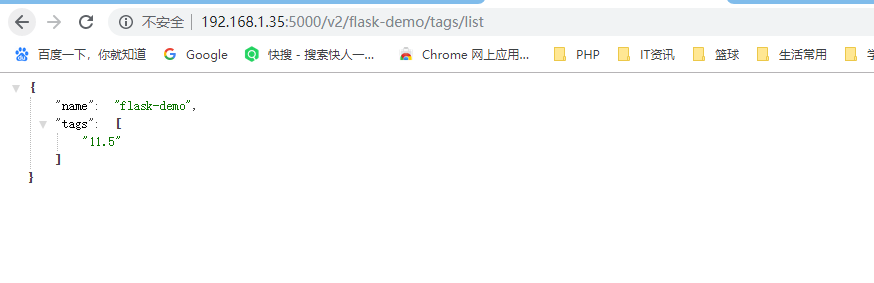 不安全 192.168.1.35:5000/v2/flask-demo/tags/list
百度一下，你就知道 Google 快搜 - 搜索快人一... Chrome 网上应用... PHP IT资讯 篮球 生活常用
{
"name": "flask-demo",
"tags": [
"11.5"
]
}